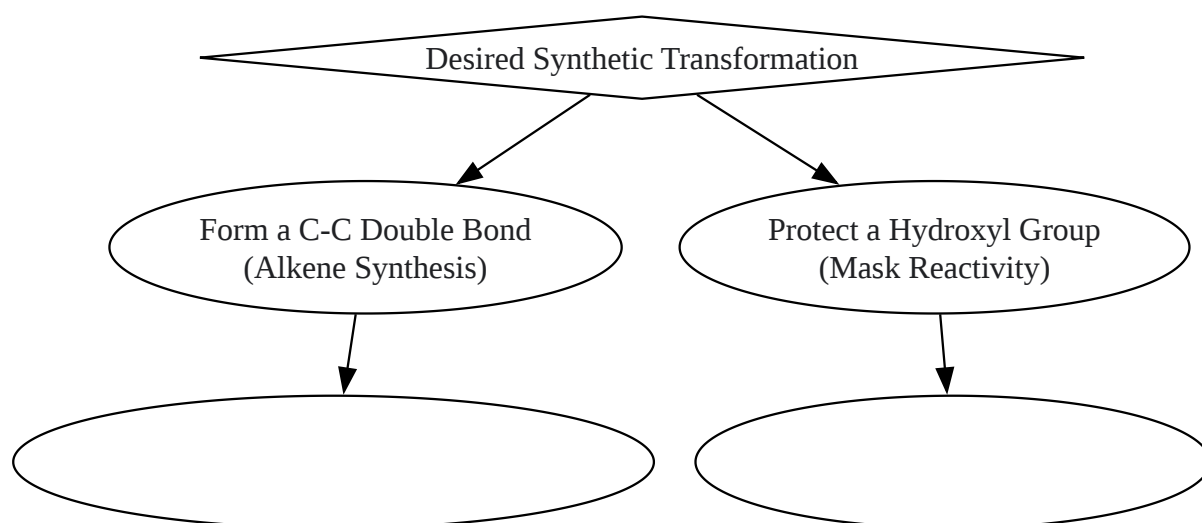 Desired Synthetic Transformation
Form a C-C Double Bond
(Alkene Synthesis)
Protect a Hydroxyl Group
(Mask Reactivity)